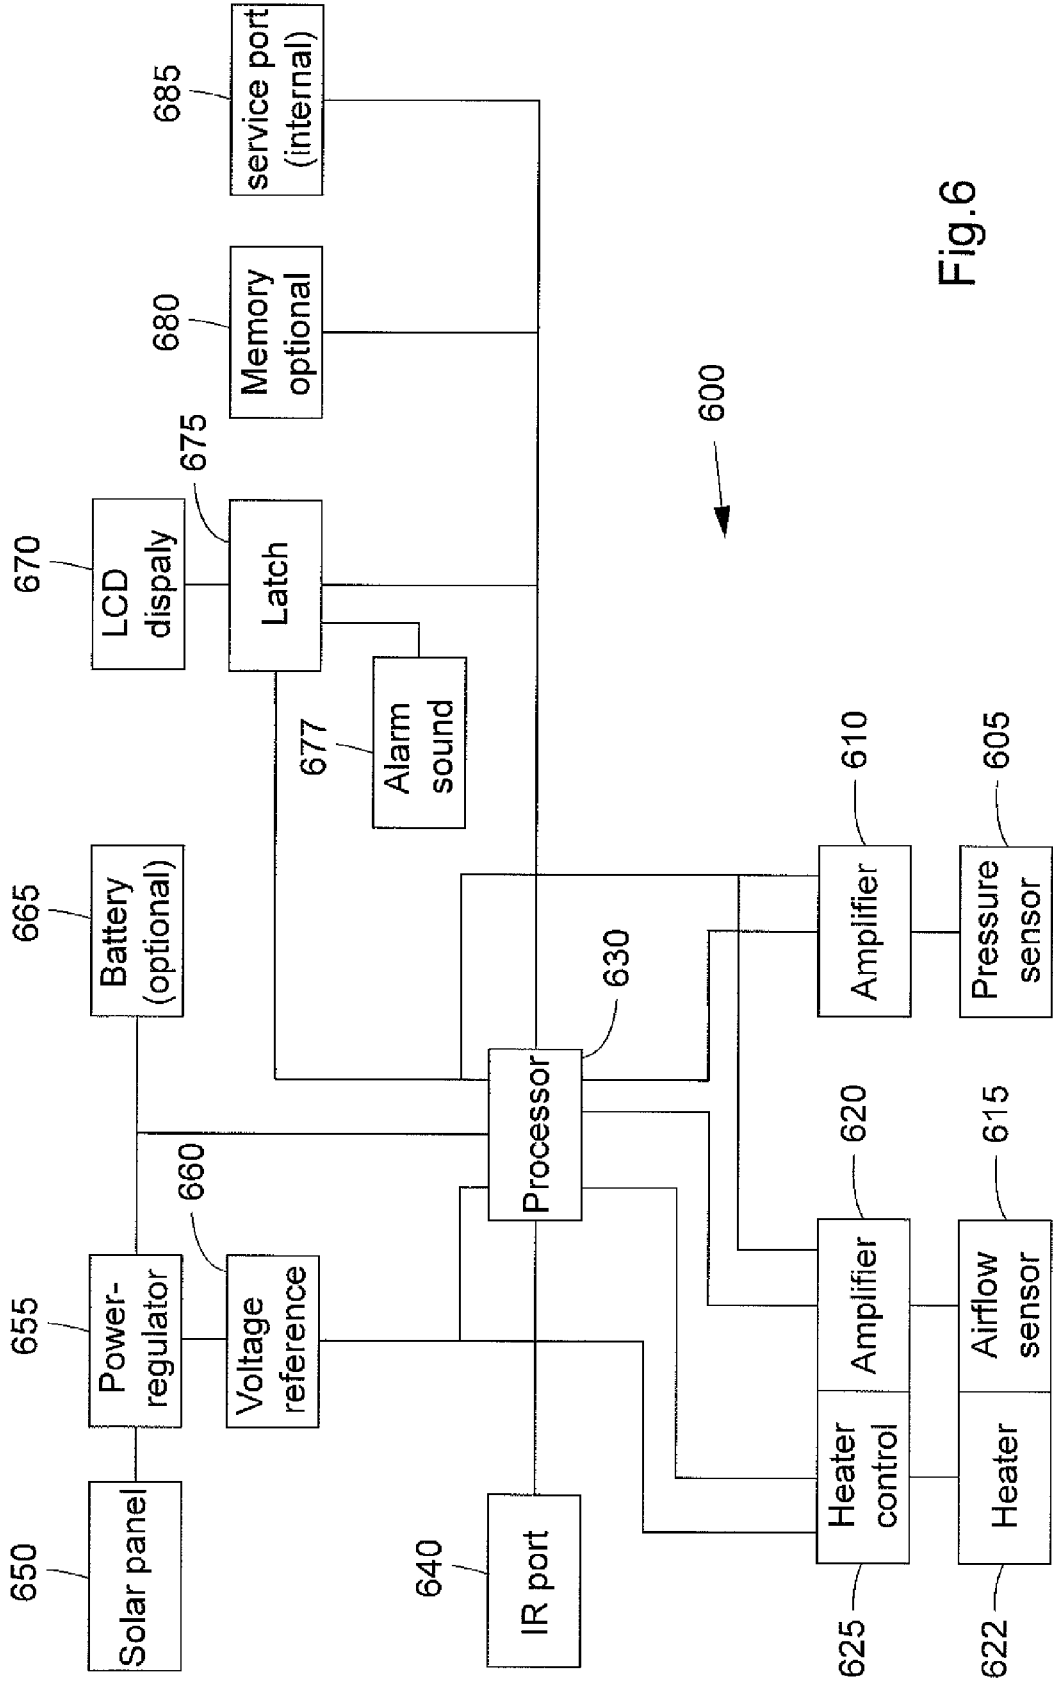 650
Solar panel
655
Power-
regulator
665
Battery
(optional)
670
LCD
dispaly
660
Voltage
reference
675
Latch
680
Memory
optional
685
service port
(internal)
677
Alarm
sound
640
IR port
Processor
630
600
625
Heater
control
Amplifier
620
Amplifier
610
622
Heater
Airflow
sensor
615
Pressure
sensor
605
Fig.6